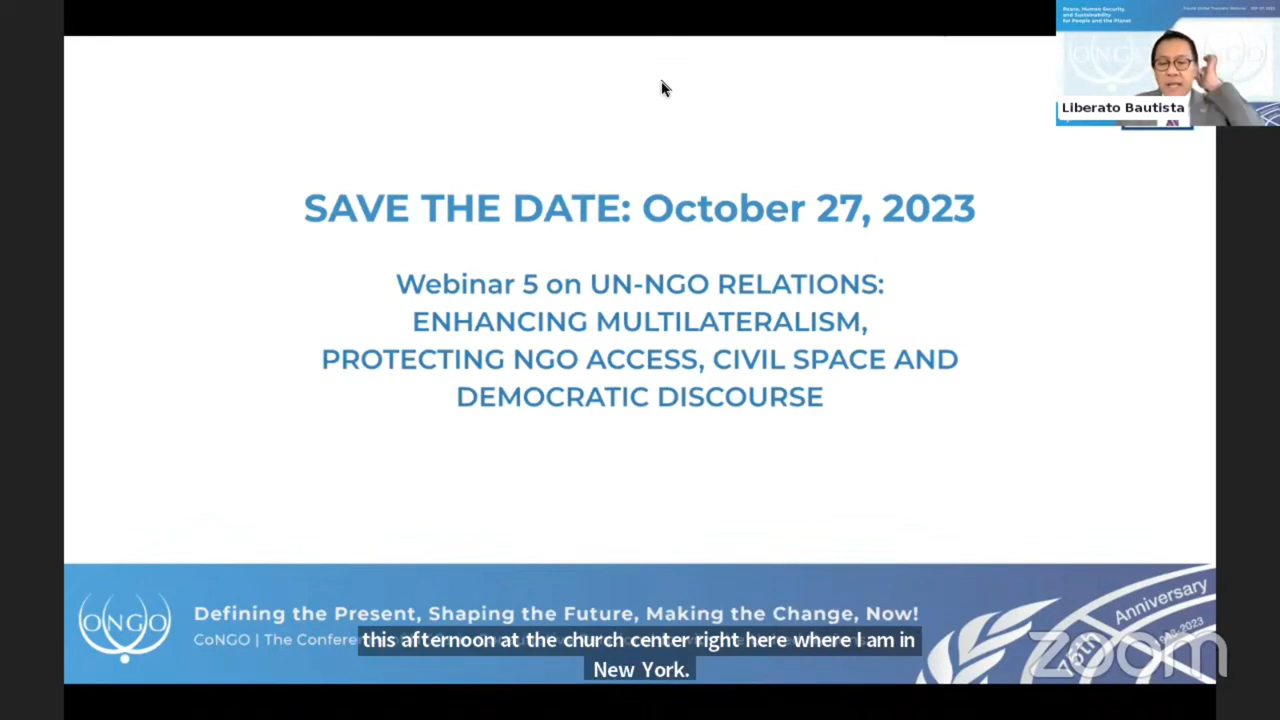 Peace, Human Security
and Sustainability
for People and the Planet
Liberato Bautista
SAVE THE DATE: October 27, 2023
Webinar 5 on UN-NGO RELATIONS:
ENHANCING MULTILATERALISM,
PROTECTING NGO ACCESS, CIVIL SPACE AND
DEMOCRATIC DISCOURSE
ONGO
Defining the Present, Shaping the Future, Making the Change, Now!
CoNGO | The Confer
this afternoon at the church center right here where I am in
New York.
75th Anniversary
zoom